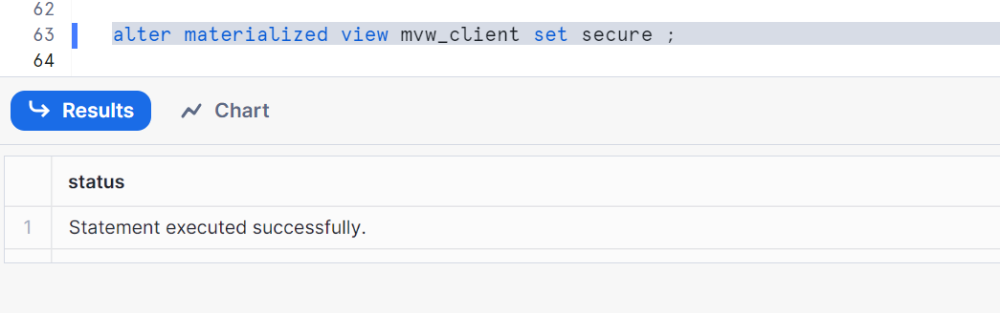 62
63 alter materialized view mvw_client set secure ;
64
Results Chart
status
1 Statement executed successfully.